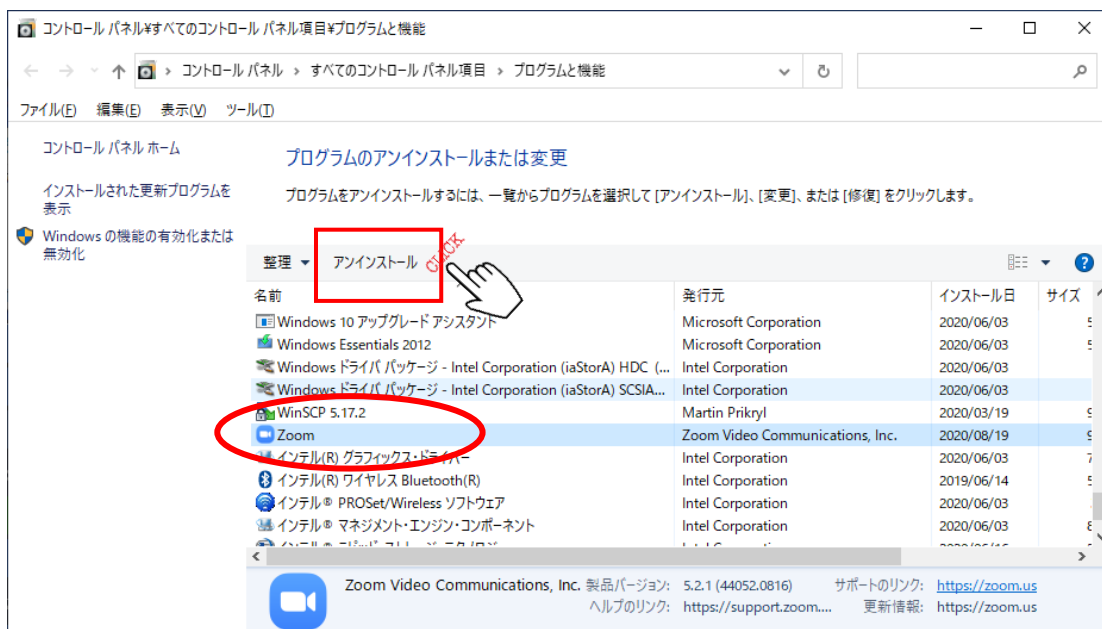 コントロール パネル¥すべてのコントロール パネル項目¥プログラムと機能
コントロール パネル › すべてのコントロール パネル項目 › プログラムと機能
ファイル(F) 編集(E) 表示(V) ツール(T)
コントロール パネル ホーム
インストールされた更新プログラムを
表示
Windows の機能の有効化または
無効化
プログラムのアンインストールまたは変更
プログラムをアンインストールするには、一覧からプログラムを選択して [アンインストール]、[変更]、または [修復] をクリックします。
整理 アンインストール CLICK
名前 発行元 インストール日 サイズ
Windows 10 アップグレード アシスタント Microsoft Corporation 2020/06/03
Windows Essentials 2012 Microsoft Corporation 2020/06/03
Windows ドライバ パッケージ - Intel Corporation (iaStorA) HDC (... Intel Corporation 2020/06/03
Windows ドライバ パッケージ - Intel Corporation (iaStorA) SCSIA... Intel Corporation 2020/06/03
WinSCP 5.17.2 Martin Prikryl 2020/03/19
Zoom Zoom Video Communications, Inc. 2020/08/19
インテル(R) グラフィックス・ドライバー Intel Corporation 2020/06/03
インテル(R) ワイヤレス Bluetooth(R) Intel Corporation 2019/06/14
インテル® PROSet/Wireless ソフトウェア Intel Corporation 2020/06/03
インテル® マネジメント・エンジン・コンポーネント Intel Corporation 2020/06/03
Zoom Video Communications, Inc. 製品バージョン: 5.2.1 (44052.0816) サポートのリンク: https://zoom.us
ヘルプのリンク: https://support.zoom.... 更新情報: https://zoom.us